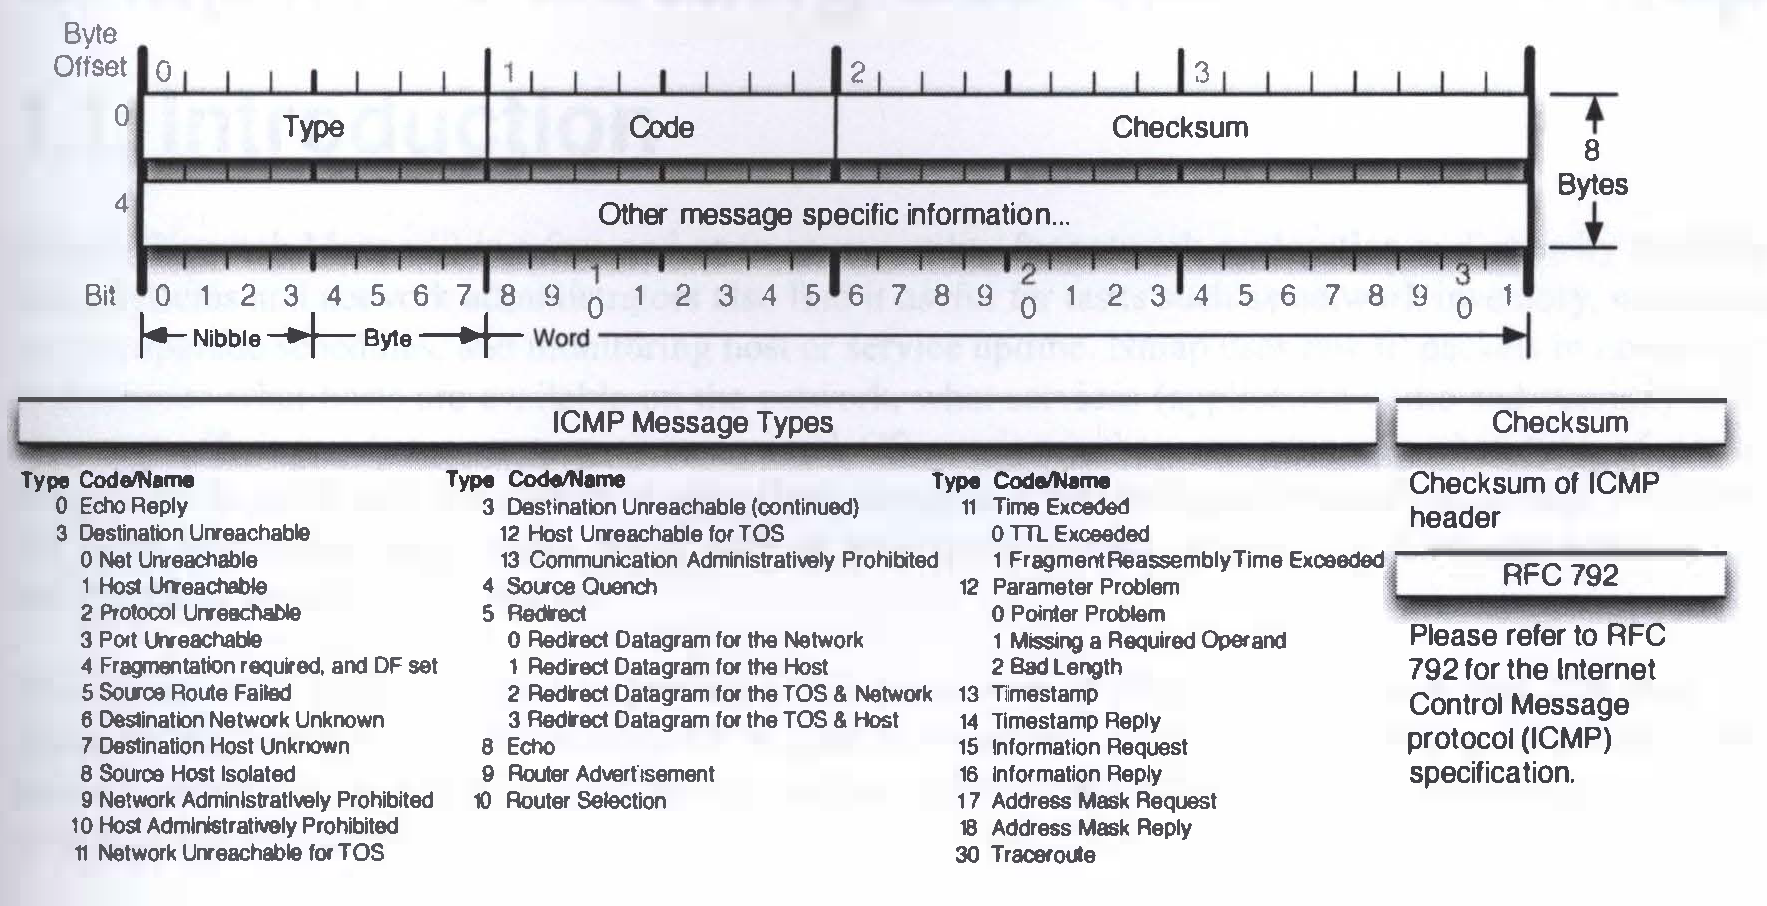 Byte
Offset 0 1 2 3
0 Type Code Checksum
8
Bytes
4 Other message specific information...
Bit 0 1 2 3 4 5 6 7 8 9 10 1 2 3 4 5 6 7 8 9 20 1 2 3 4 5 6 7 8 9 30 1
Nibble Byte Word
ICMP Message Types
Type Code/Name
0 Echo Reply
3 Destination Unreachable
0 Net Unreachable
1 Host Unreachable
2 Protocol Unreachable
3 Port Unreachable
4 Fragmentation required, and DF set
5 Source Route Failed
6 Destination Network Unknown
7 Destination Host Unknown
8 Source Host Isolated
9 Network Administratively Prohibited
10 Host Administratively Prohibited
11 Network Unreachable for TOS
Type Code/Name
3 Destination Unreachable (continued)
12 Host Unreachable for TOS
13 Communication Administratively Prohibited
4 Source Quench
5 Redirect
0 Redirect Datagram for the Network
1 Redirect Datagram for the Host
2 Redirect Datagram for the TOS & Network
3 Redirect Datagram for the TOS & Host
8 Echo
9 Router Advertisement
10 Router Selection
Type Code/Name
11 Time Exceded
0 TTL Exceeded
1 Fragment Reassembly Time Exceeded
12 Parameter Problem
0 Pointer Problem
1 Missing a Required Operand
2 Bad Length
13 Timestamp
14 Timestamp Reply
15 Information Request
16 Information Reply
17 Address Mask Request
18 Address Mask Reply
30 Traceroute
Checksum
Checksum of ICMP
header
RFC 792
Please refer to RFC
792 for the Internet
Control Message
protocol (ICMP)
specification.